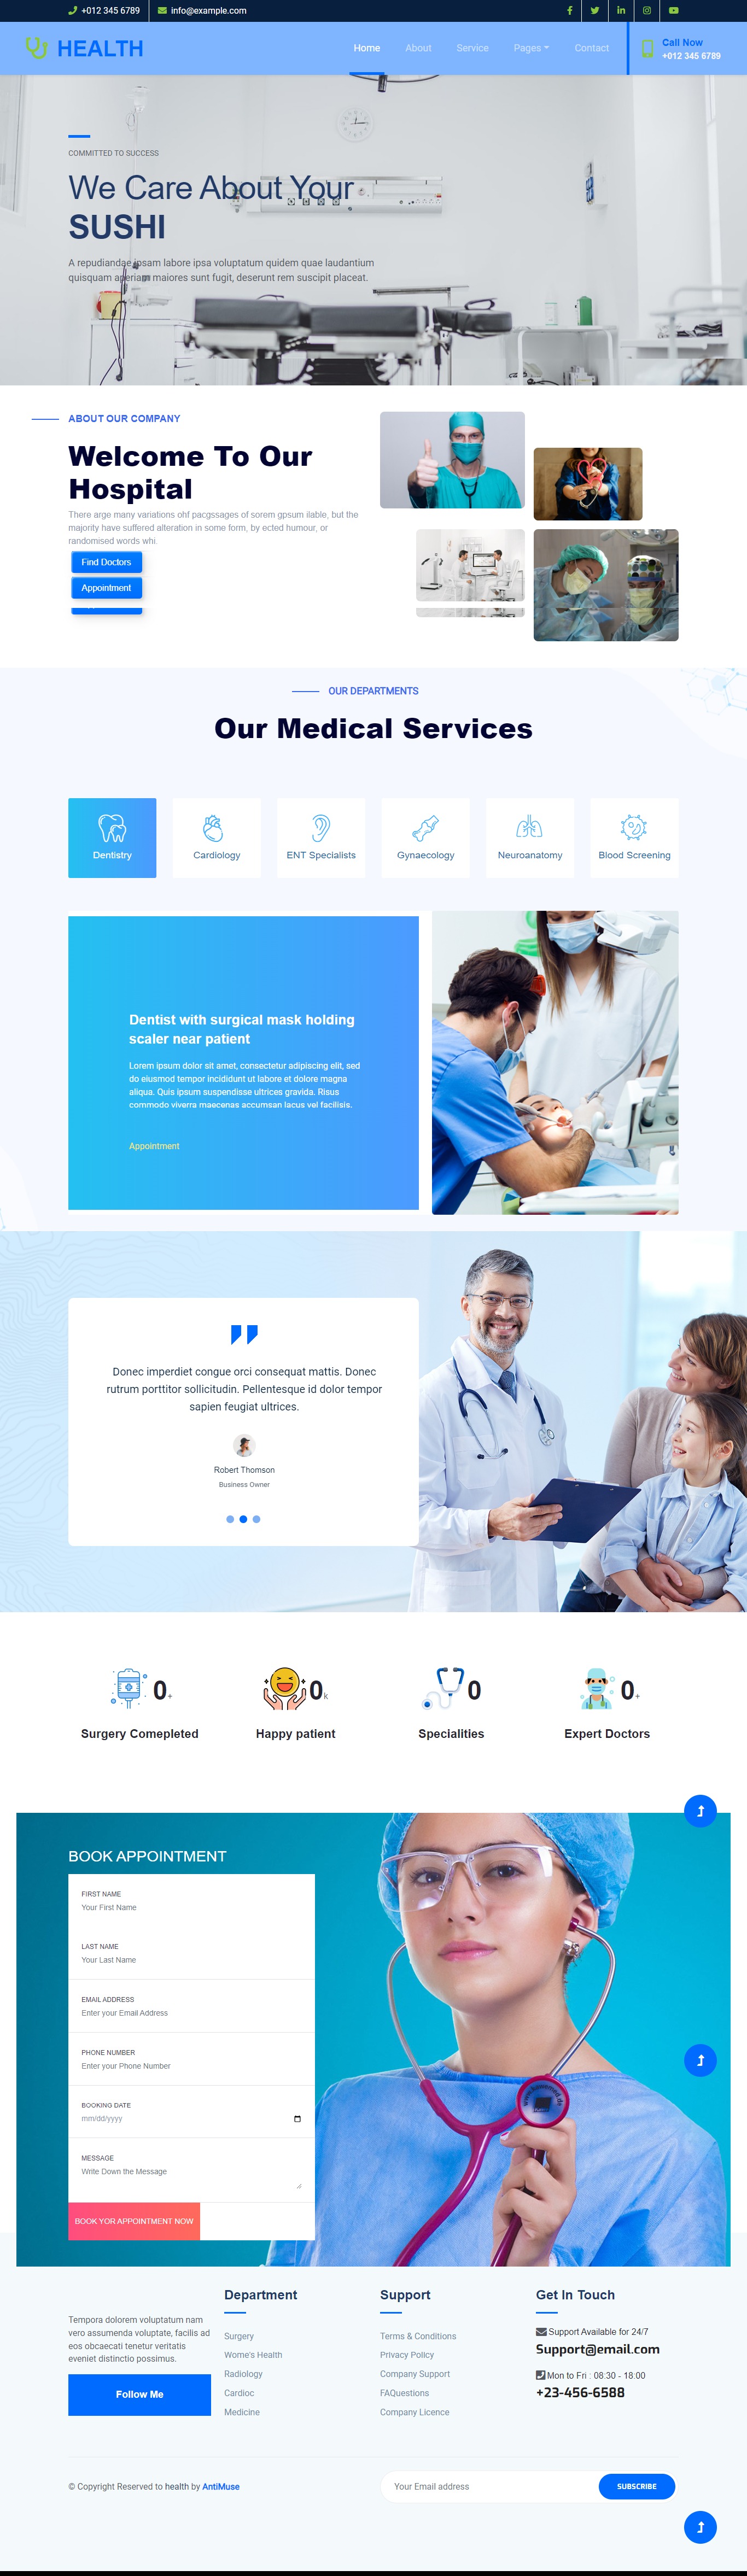 +012 345 6789
info@example.com
HEALTH
Home
About
Service
Pages
Contact
Call Now
+012 345 6789
COMMITTED TO SUCCESS
We Care About Your
SUSHI
A repudiandae ipsam labore ipsa voluptatum quidem quae laudantium
quisquam aperiam maiores sunt fugit, deserunt rem suscipit placeat.
ABOUT OUR COMPANY
Welcome To Our
Hospital
There arge many variations ohf pacgssages of sorem gpsum ilable, but the
majority have suffered alteration in some form, by ected humour, or
randomised words whi.
Find Doctors
Appointment
OUR DEPARTMENTS
Our Medical Services
Dentistry
Cardiology
ENT Specialists
Gynaecology
Neuroanatomy
Blood Screening
Dentist with surgical mask holding
scaler near patient
Lorem ipsum dolor sit amet, consectetur adipiscing elit, sed
do eiusmod tempor incididunt ut labore et dolore magna
aliqua. Quis ipsum suspendisse ultrices gravida. Risus
commodo viverra maecenas accumsan lacus vel facilisis.
Appointment
Donec imperdiet congue orci consequat mattis. Donec
rutrum porttitor sollicitudin. Pellentesque id dolor tempor
sapien feugiat ultrices.
Robert Thomson
Business Owner
0+
Surgery Comepleted
0k
Happy patient
0
Specialities
0+
Expert Doctors
BOOK APPOINTMENT
FIRST NAME
Your First Name
LAST NAME
Your Last Name
EMAIL ADDRESS
Enter your Email Address
PHONE NUMBER
Enter your Phone Number
BOOKING DATE
mm/dd/yyyy
MESSAGE
Write Down the Message
BOOK YOR APPOINTMENT NOW
Tempora dolorem voluptatum nam
vero assumenda voluptate, facilis ad
eos obcaecati tenetur veritatis
eveniet distinctio possimus.
Follow Me
Department
Surgery
Wome's Health
Radiology
Cardioc
Medicine
Support
Terms & Conditions
Privacy Policy
Company Support
FAQuestions
Company Licence
Get In Touch
Support Available for 24/7
Support@email.com
Mon to Fri : 08:30 - 18:00
+23-456-6588
© Copyright Reserved to health by AntiMuse
Your Email address
SUBSCRIBE